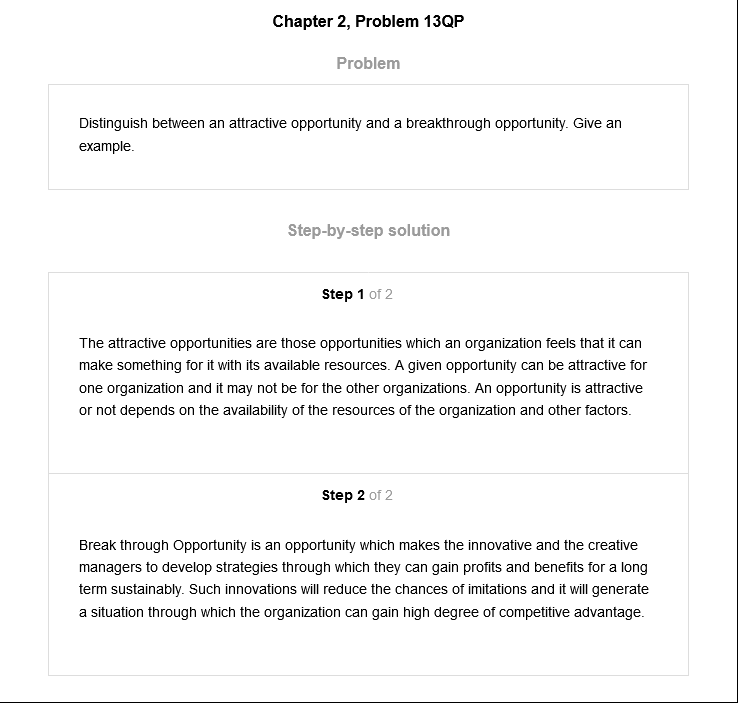 Chapter 2, Problem 13QP
Problem
Distinguish between an attractive opportunity and a breakthrough opportunity. Give an
example.
Step-by-step solution
Step 1 of 2
The attractive opportunities are those opportunities which an organization feels that it can
make something for it with its available resources. A given opportunity can be attractive for
one organization and it may not be for the other organizations. An opportunity is attractive
or not depends on the availability of the resources of the organization and other factors.
Step 2 of 2
Break through Opportunity is an opportunity which makes the innovative and the creative
managers to develop strategies through which they can gain profits and benefits for a long
term sustainably. Such innovations will reduce the chances of imitations and it will generate
a situation through which the organization can gain high degree of competitive advantage.